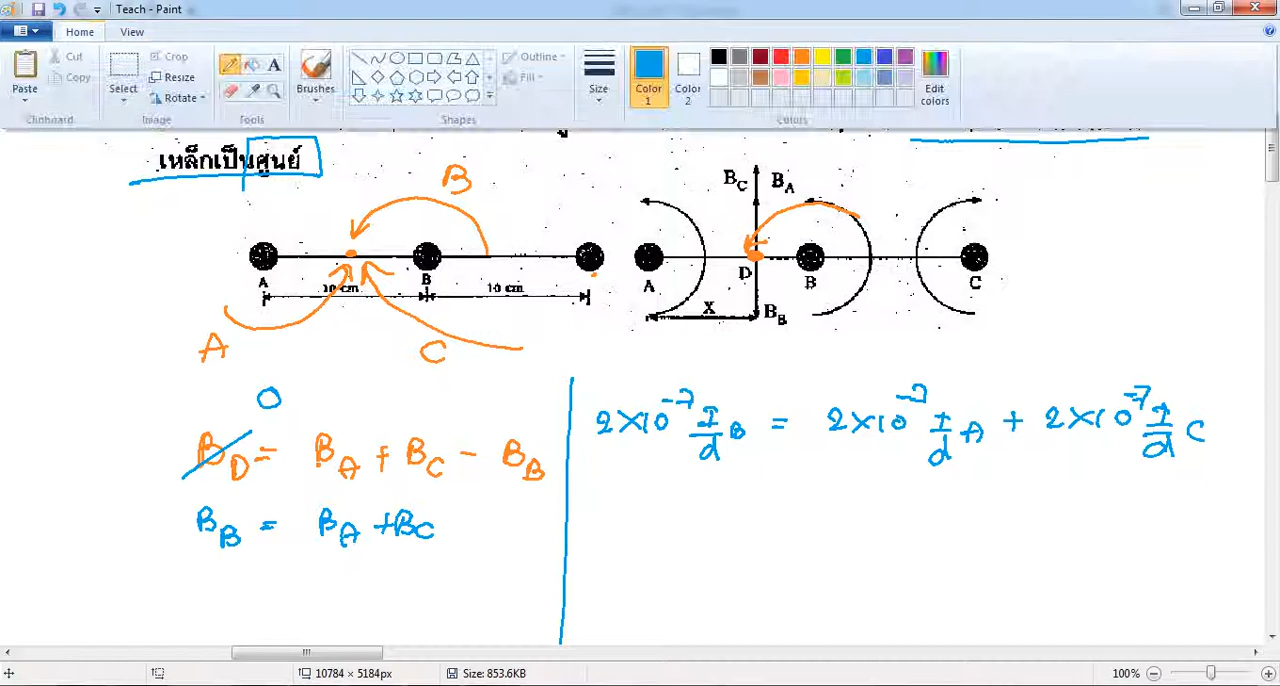 Teach - Paint
Home
View
Paste
Cut
Copy
Clipboard
Select
Crop
Resize
Rotate
Image
Tools
Brushes
Shapes
Outline
Fill
Size
Color 1
Color 2
Edit colors
Colors
เหล็กเป็นศูนย์
B
A
B
10 cm.
10 cm.
A
C
B_C
B_A
D
A
B
C
X
B_B
0
B_D = B_A + B_C - B_B
B_B = B_A + B_C
2×10^-7 I/d B = 2×10^-7 I/d A + 2×10^-7 I/d C
10784 × 5184px
Size: 853.6KB
100%